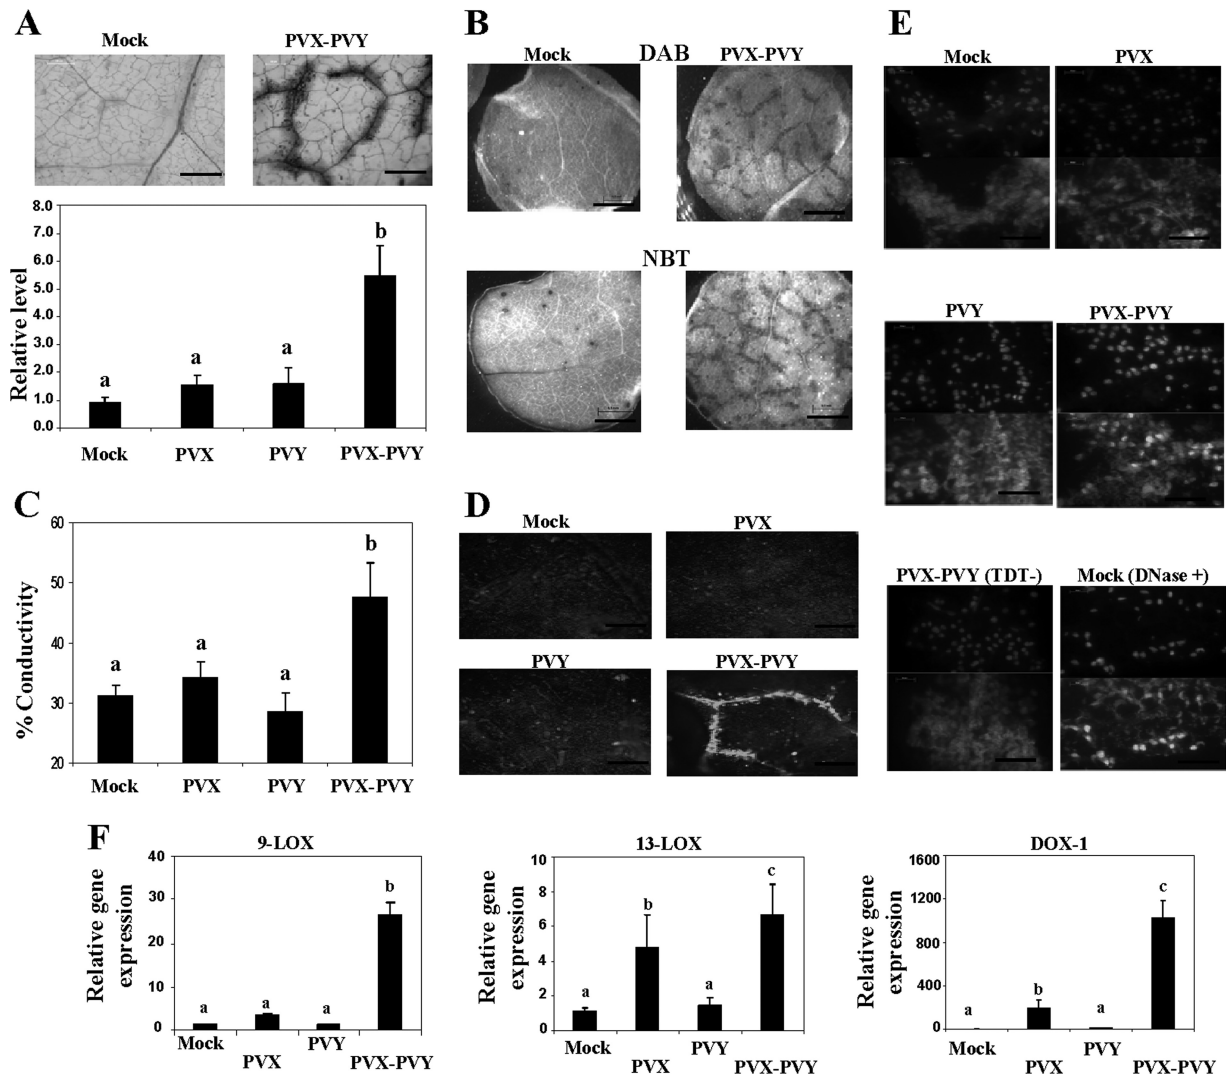 A
Mock
PVX-PVY
8.0
7.0
6.0
5.0
4.0
3.0
2.0
1.0
0.0
Relative level
a
a
a
b
Mock
PVX
PVY
PVX-PVY
B
Mock
DAB
PVX-PVY
NBT
C
60
50
40
30
20
% Conductivity
a
a
a
b
Mock
PVX
PVY
PVX-PVY
D
Mock
PVX
PVY
PVX-PVY
E
Mock
PVX
PVY
PVX-PVY
PVX-PVY (TDT-)
Mock (DNase +)
F
9-LOX
Relative gene
expression
40
30
20
10
0
a
a
a
b
Mock
PVX
PVY
PVX-PVY
13-LOX
Relative gene
expression
10
8
6
4
2
0
a
b
a
c
Mock
PVX
PVY
PVX-PVY
DOX-1
Relative gene
expression
1600
1200
800
400
0
a
b
a
c
Mock
PVX
PVY
PVX-PVY